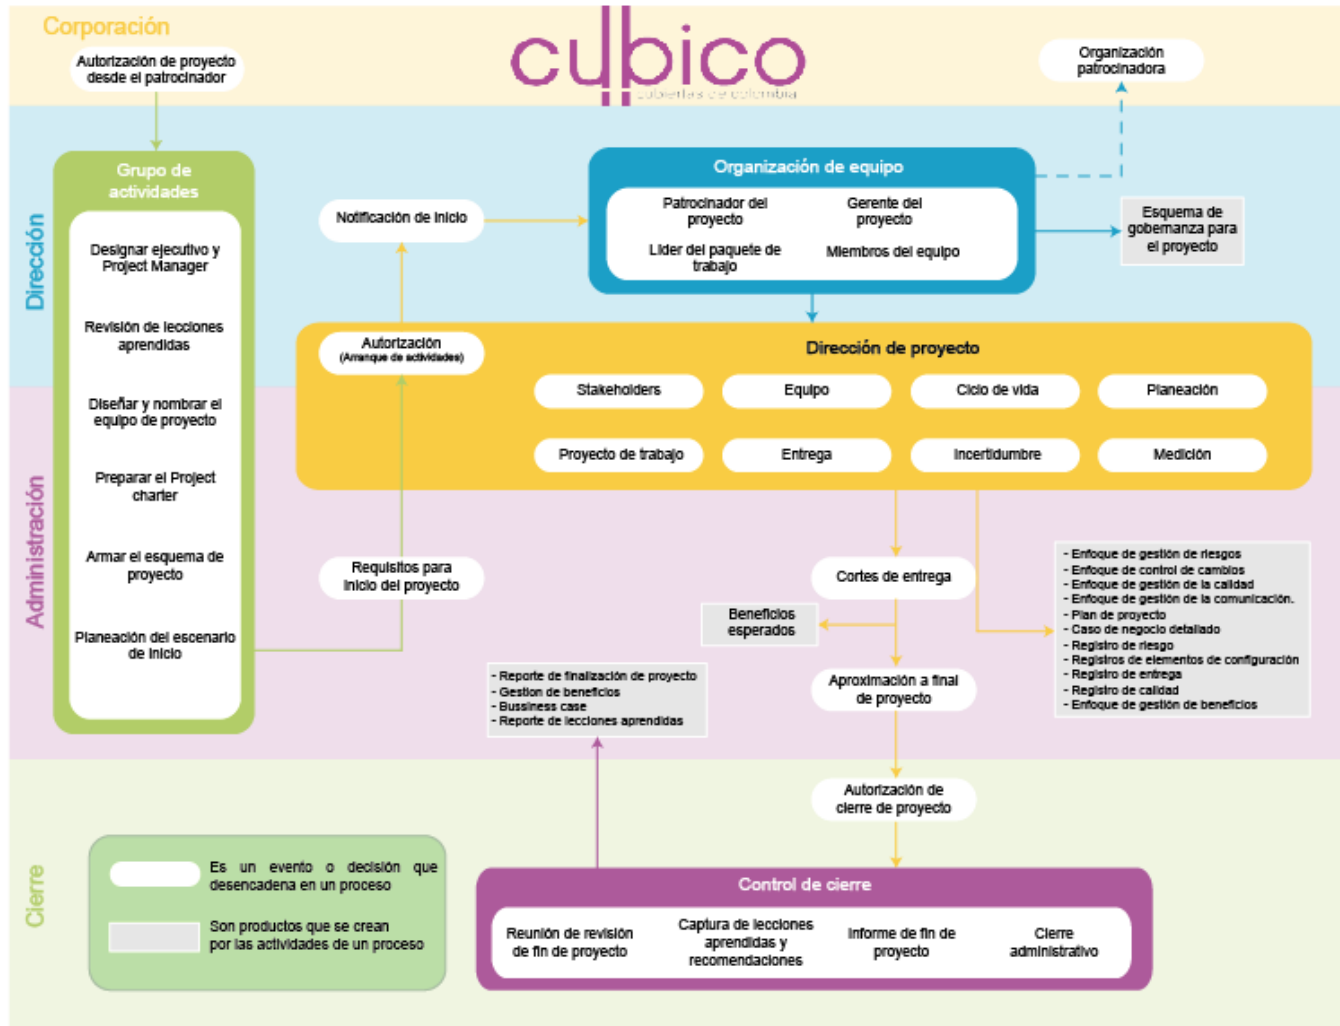 Corporación
Autorización de proyecto
desde el patrocinador
cubico
cubiertas de colombia
Organización
patrocinadora
Dirección
Grupo de
actividades
Designar ejecutivo y
Project Manager
Revisión de lecciones
aprendidas
Diseñar y nombrar el
equipo de proyecto
Preparar el Project
charter
Armar el esquema de
proyecto
Planeación del escenario
de inicio
Notificación de inicio
Organización de equipo
Patrocinador del
proyecto
Gerente del
proyecto
Líder del paquete de
trabajo
Miembros del equipo
Esquema de
gobernanza para
el proyecto
Autorización
(Arranque de actividades)
Dirección de proyecto
Stakeholders
Equipo
Ciclo de vida
Planeación
Proyecto de trabajo
Entrega
Incertidumbre
Medición
Administración
Requisitos para
inicio del proyecto
Cortes de entrega
Beneficios
esperados
Aproximación a final
de proyecto
- Enfoque de gestión de riesgos
- Enfoque de control de cambios
- Enfoque de gestión de la calidad
- Enfoque de gestión de la comunicación.
- Plan de proyecto
- Caso de negocio detallado
- Registro de riesgo
- Registros de elementos de configuración
- Registro de entrega
- Registro de calidad
- Enfoque de gestión de beneficios
- Reporte de finalización de proyecto
- Gestion de beneficios
- Bussiness case
- Reporte de lecciones aprendidas
Cierre
Autorización de
cierre de proyecto
Es un evento o decisión que
desencadena en un proceso
Son productos que se crean
por las actividades de un proceso
Control de cierre
Reunión de revisión
de fin de proyecto
Captura de lecciones
aprendidas y
recomendaciones
Informe de fin de
proyecto
Cierre
administrativo